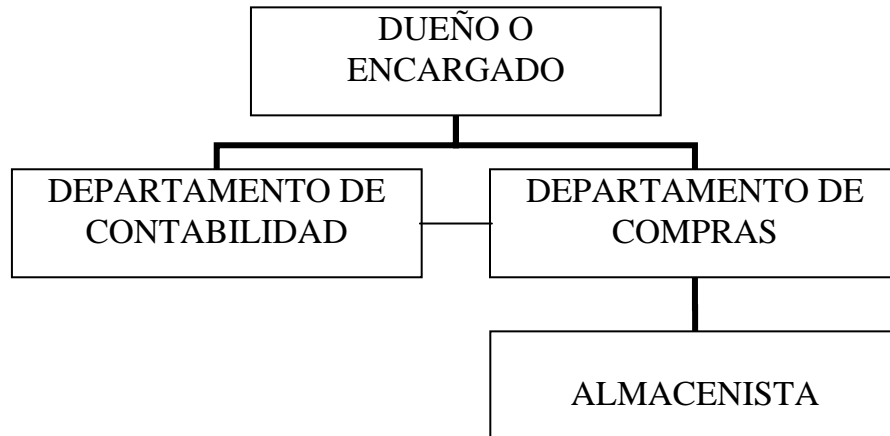 DUEÑO O
ENCARGADO
DEPARTAMENTO DE
CONTABILIDAD
DEPARTAMENTO DE
COMPRAS
ALMACENISTA